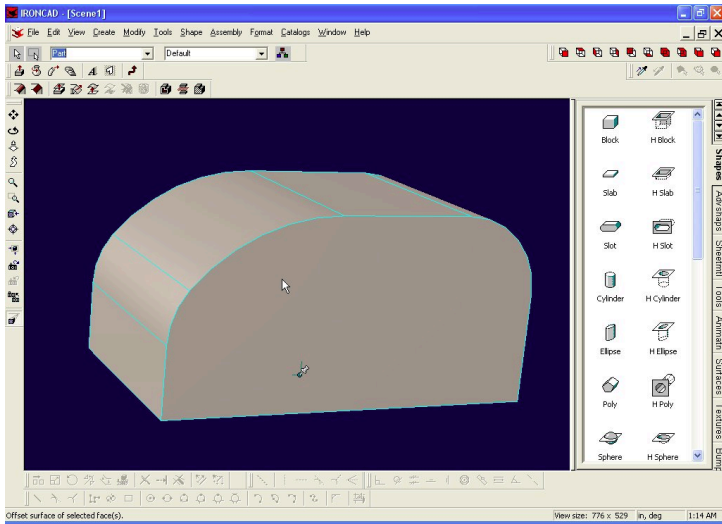 IRONCAD - [Scene1]
File Edit View Create Modify Tools Shape Assembly Format Catalogs Window Help
Part Default
Block H Block
Slab H Slab
Slot H Slot
Cylinder H Cylinder
Ellipse H Ellipse
Poly H Poly
Sphere H Sphere
Shapes
Advshaps
Sheetmtl
Tools
Animatn
Surfaces
Textures
Bump
Offset surface of selected face(s).
View size: 776 x 529 in, deg 1:14 AM